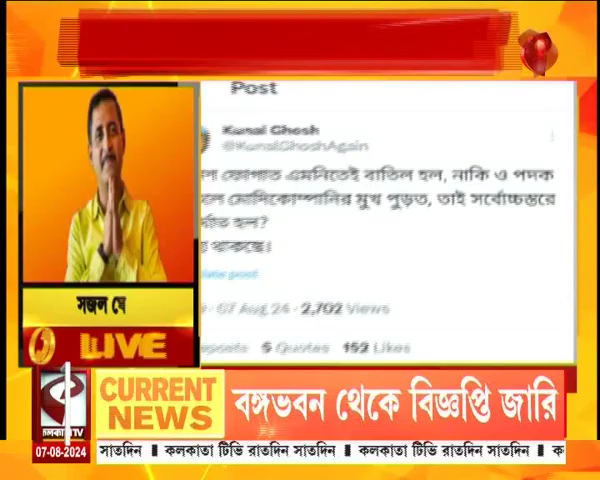 Post
Kunal Ghosh
@KunalGhoshAgain
ফোগাত এমনিতেই বাতিল হল, নাকি ও পদক
মোদিকোম্পানির মুখ পুড়ত, তাই সর্বোচ্চস্তরে
হল?
থাকছে।
07 Aug 24 · 2,702 Views
5 Quotes 152 Likes
সজল ঘো
LIVE
CURRENT
NEWS
বঙ্গভবন থেকে বিজ্ঞপ্তি জারি
কলকাতা TV
07-08-2024
সাতদিন ॥ কলকাতা টিভি রাতদিন সাতদিন ॥ কলকাতা টিভি রাতদিন সাতদিন ॥ ক